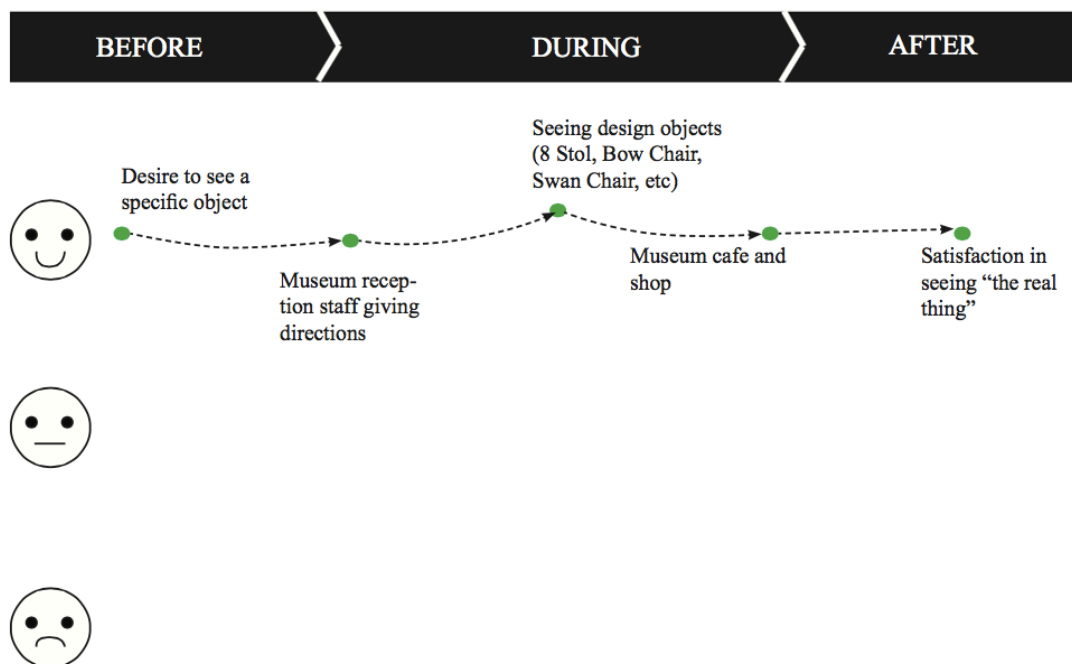 BEFORE
DURING
AFTER
Desire to see a
specific object
Museum recep-
tion staff giving
directions
Seeing design objects
(8 Stol, Bow Chair,
Swan Chair, etc)
Museum cafe and
shop
Satisfaction in
seeing “the real
thing”